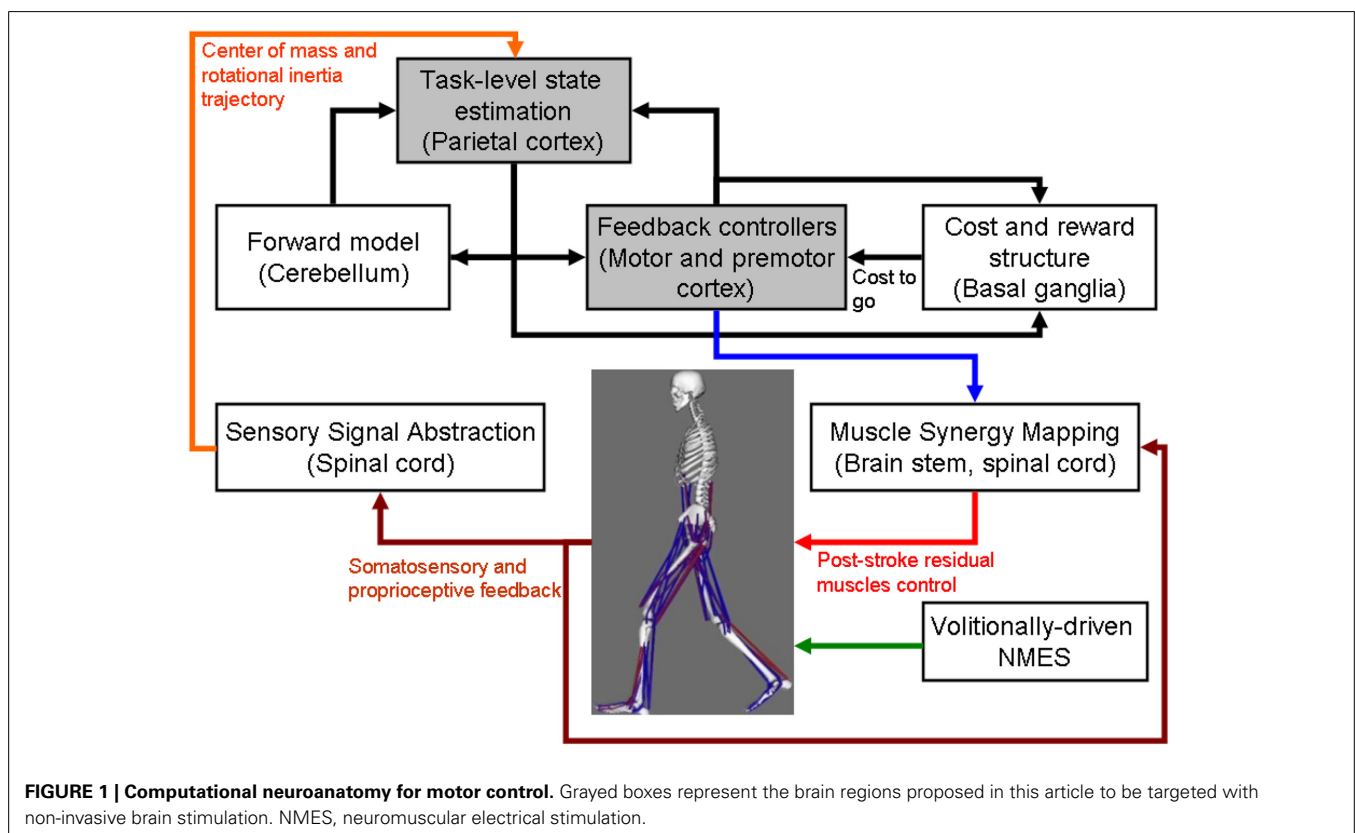 Center of mass and
rotational inertia
trajectory
Task-level state
estimation
(Parietal cortex)
Forward model
(Cerebellum)
Feedback controllers
(Motor and premotor
cortex)
Cost to
go
Cost and reward
structure
(Basal ganglia)
Sensory Signal Abstraction
(Spinal cord)
Muscle Synergy Mapping
(Brain stem, spinal cord)
Somatosensory and
proprioceptive feedback
Post-stroke residual
muscles control
Volitionally-driven
NMES
FIGURE 1 | Computational neuroanatomy for motor control. Grayed boxes represent the brain regions proposed in this article to be targeted with
non-invasive brain stimulation. NMES, neuromuscular electrical stimulation.